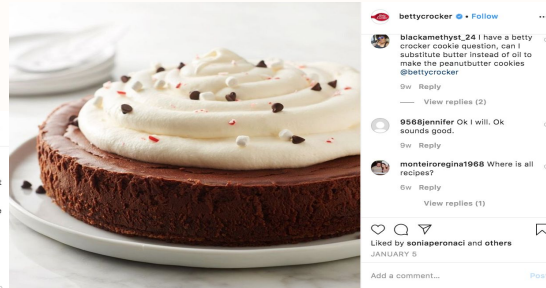 bettycrocker • Follow
blackamethyst_24 I have a betty
crocker cookie question, can I
substitute butter instead of oil to
make the peanutbutter cookies
@bettycrocker
9w Reply
View replies (2)
9568jennifer Ok I will. Ok
sounds good.
9w Reply
monteiroregina1968 Where is all
recipes?
6w Reply
View replies (1)
Liked by soniaperonaci and others
JANUARY 5
Add a comment...